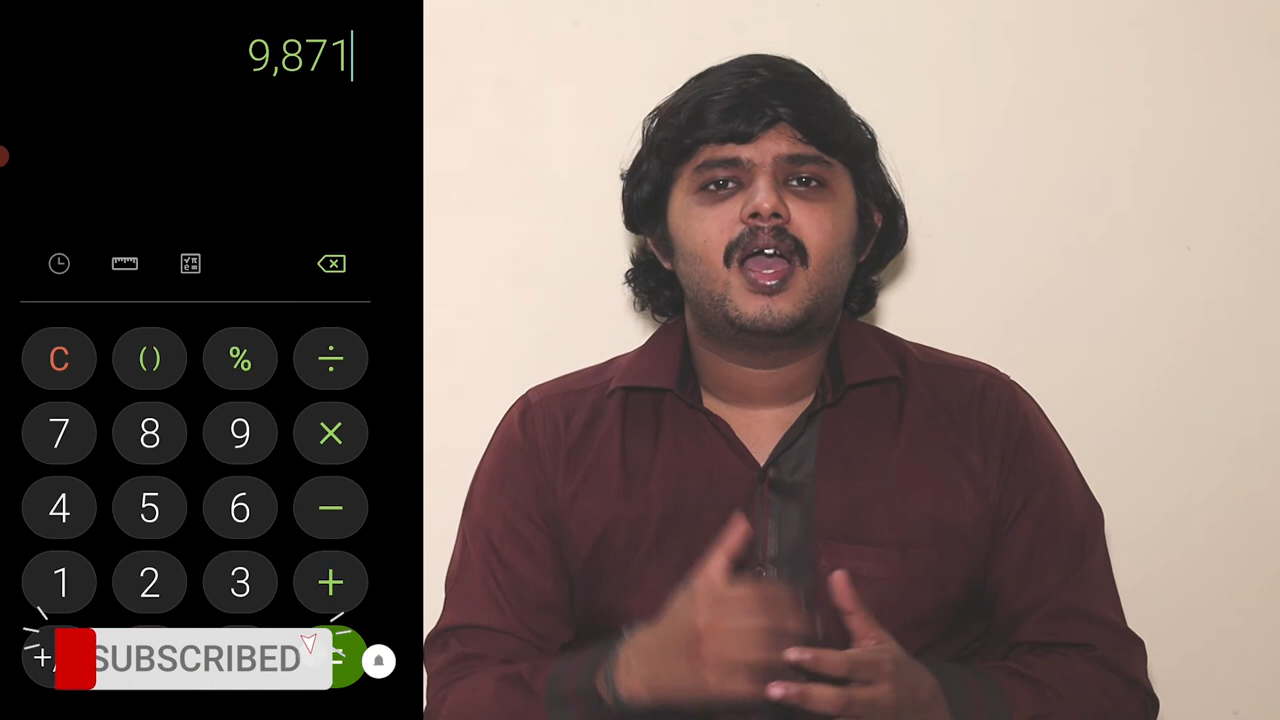 9,871
C () % ÷
7 8 9 ×
4 5 6 −
1 2 3 +
+/
SUBSCRIBED =